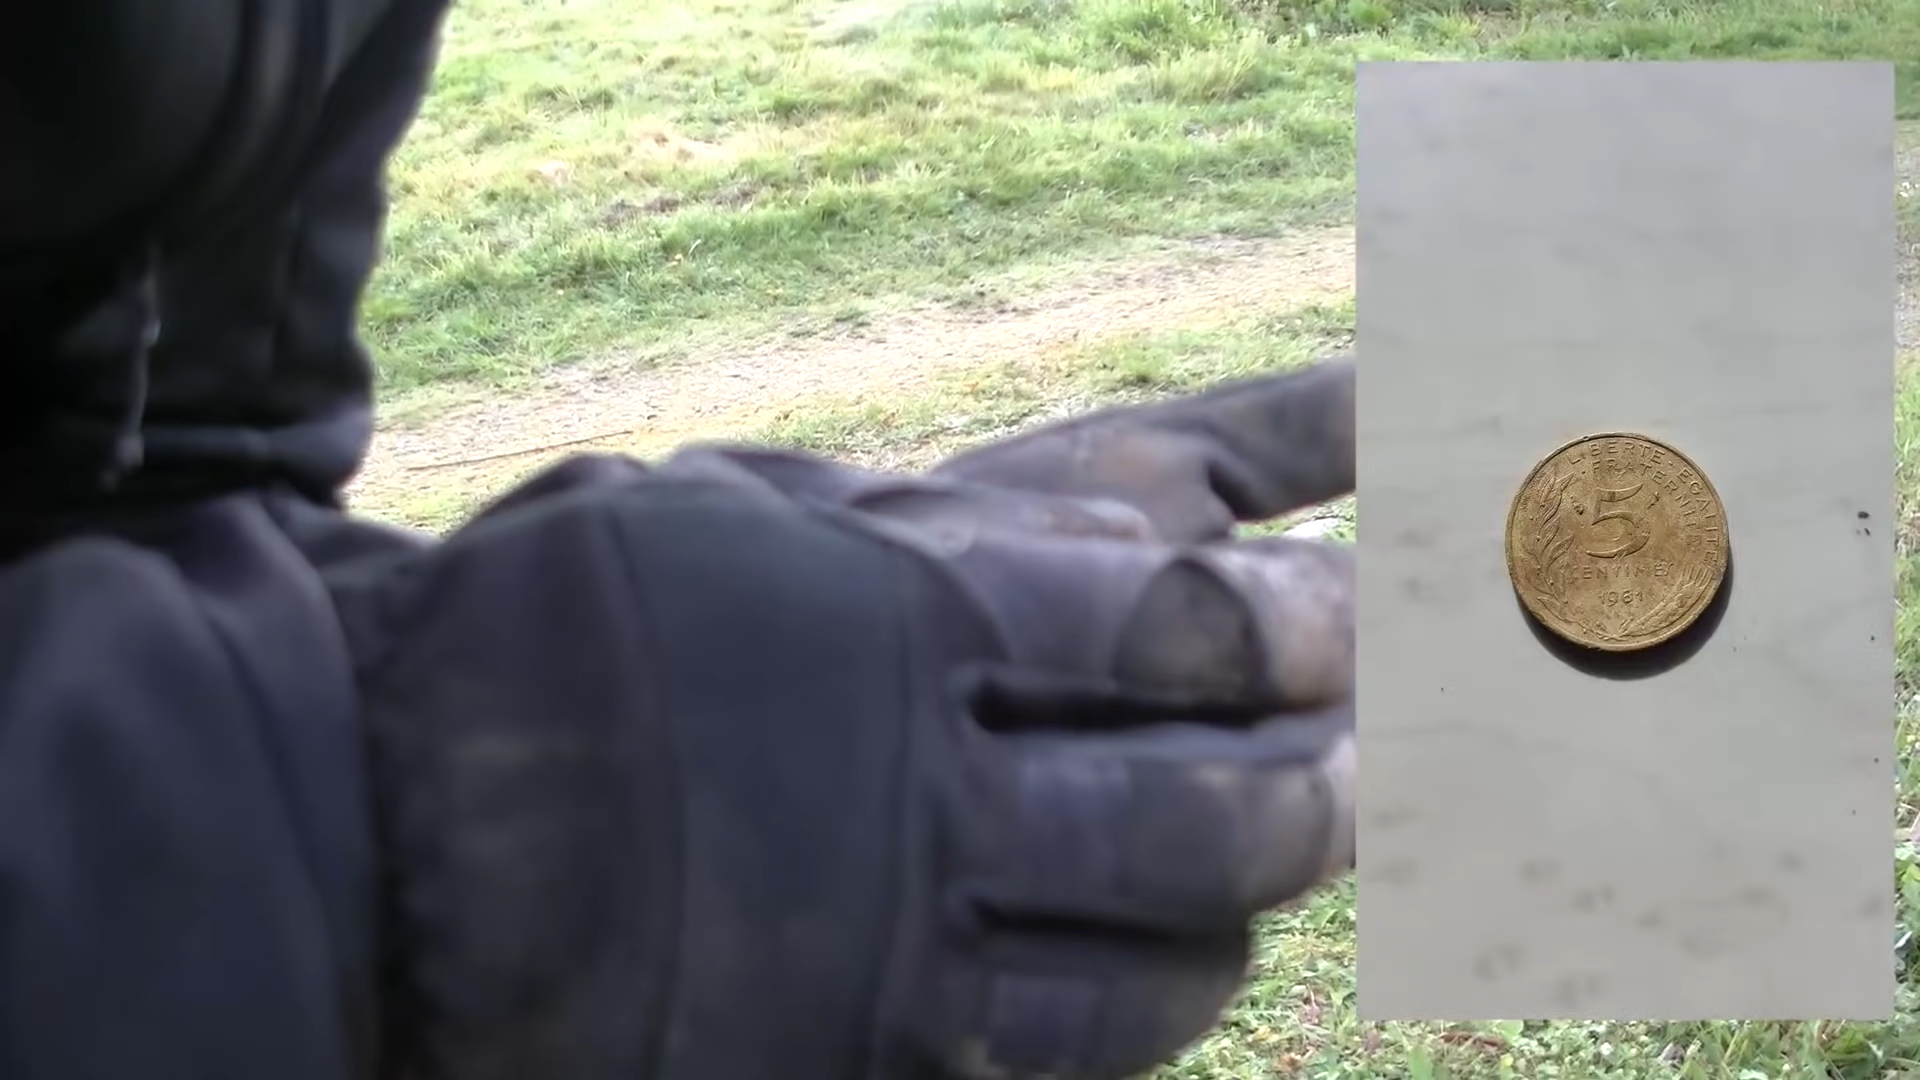 LIBERTE · EGALITE
FRATERNITE
5
CENTIMES
1981